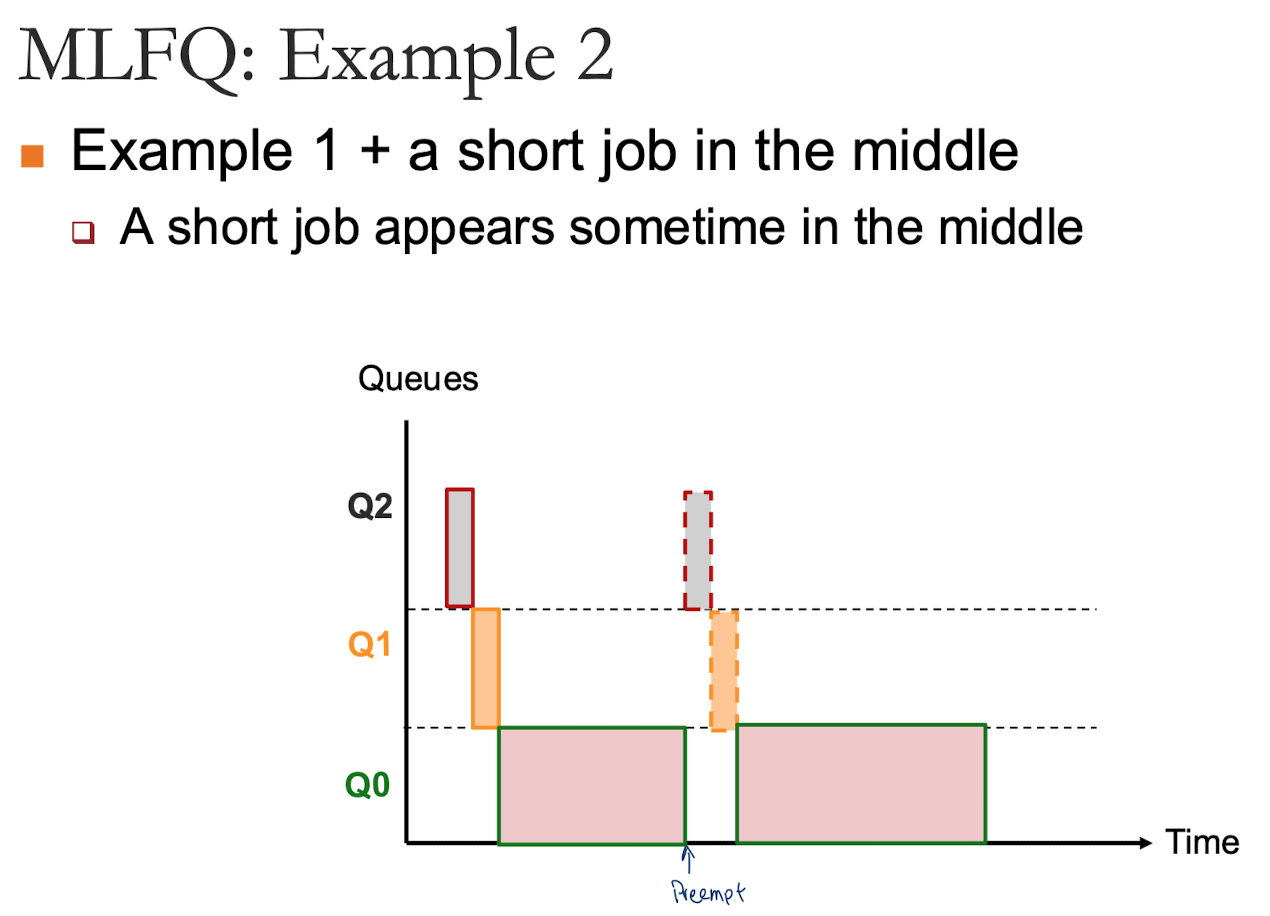 MLFQ: Example 2
Example 1 + a short job in the middle
A short job appears sometime in the middle
Queues
Q2
Q1
Q0
Time
Preempt